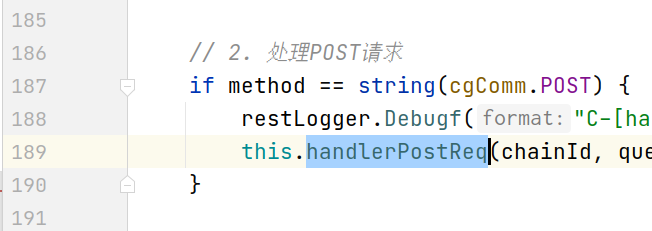 185
186 // 2. 处理POST请求
187 if method == string(cgComm.POST) {
188 restLogger.Debugf( format: "C-[ha
189 this.handlerPostReq(chainId, que
190 }
191